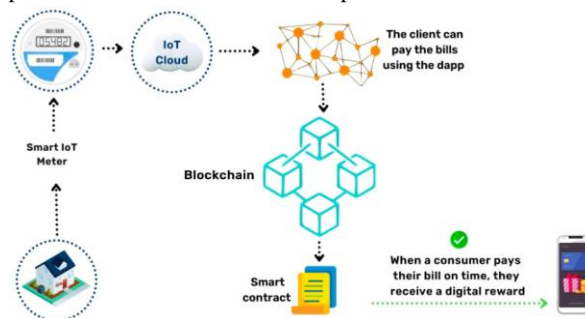 IoT
Cloud
The client can
pay the bills
using the dapp
Smart IoT
Meter
Blockchain
Smart
contract
When a consumer pays
their bill on time, they
receive a digital reward